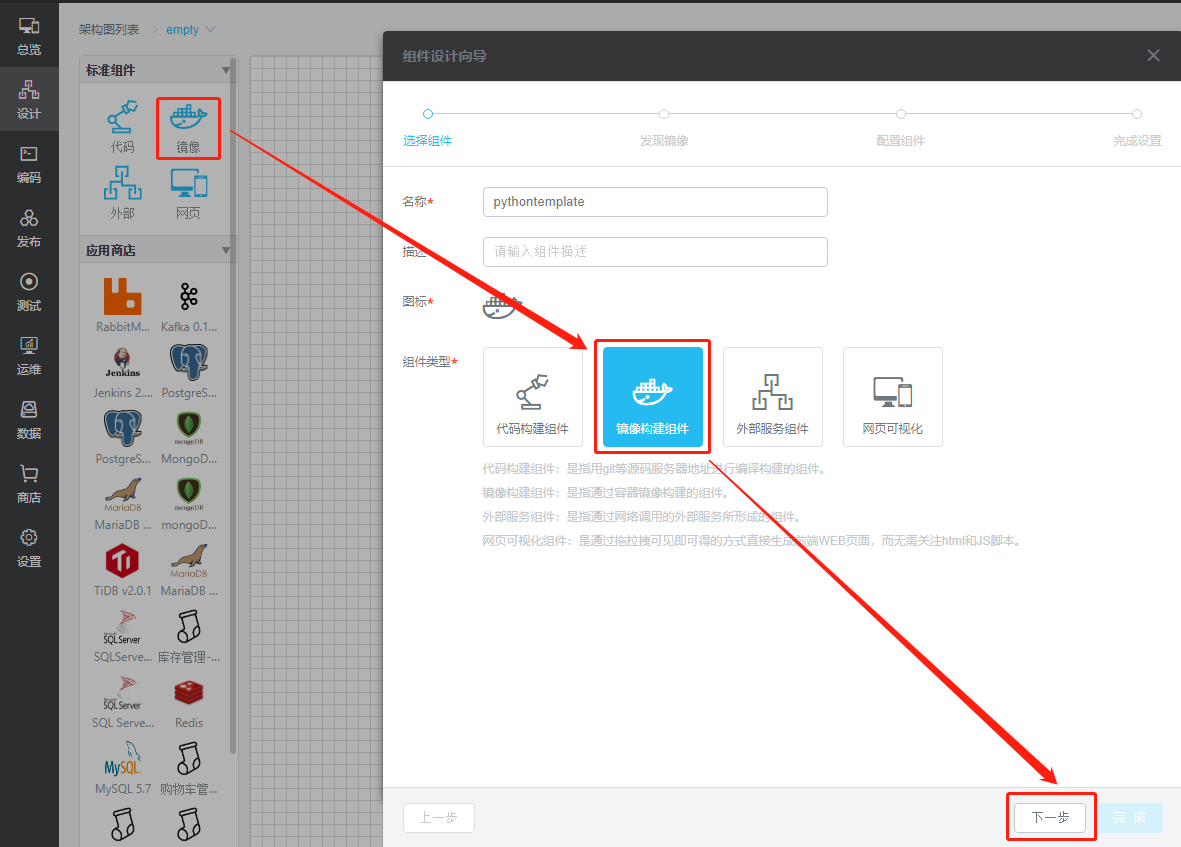 总览
设计
编码
发布
测试
运维
数据
商店
设置
架构图列表 > empty
标准组件
代码 镜像
外部 网页
应用商店
RabbitM... Kafka 0.1...
Jenkins
Jenkins 2.... PostgreS...
mongoDB
PostgreS... MongoD...
MariaDB mongoDB
MariaDB ... mongoD...
MariaDB
TiDB v2.0.1 MariaDB ...
SQL Server
SQLServe... 库存管理-...
SQL Server
SQL Serve... Redis
MySQL
MySQL 5.7 购物车管...
组件设计向导
选择组件 发现镜像 配置组件 完成设置
名称* pythontemplate
描述 请输入组件描述
图标*
组件类型*
代码构建组件 镜像构建组件 外部服务组件 网页可视化
代码构建组件：是指用git等源码服务器地址进行编译构建的组件。
镜像构建组件：是指通过容器镜像构建的组件。
外部服务组件：是指通过网络调用的外部服务所形成的组件。
网页可视化组件：是通过拖拉拽可见即可得的方式直接生成前端WEB页面，而无需关注html和JS脚本。
上一步 下一步 完 成